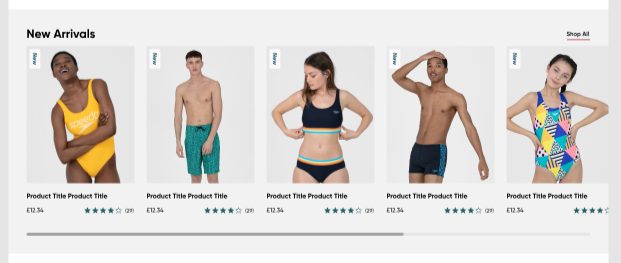 New Arrivals
Shop All
New
New
New
New
New
speedo
Product Title Product Title
Product Title Product Title
Product Title Product Title
Product Title Product Title
Product Title
£12.34
(29)
£12.34
(29)
£12.34
(29)
£12.34
(29)
£12.34